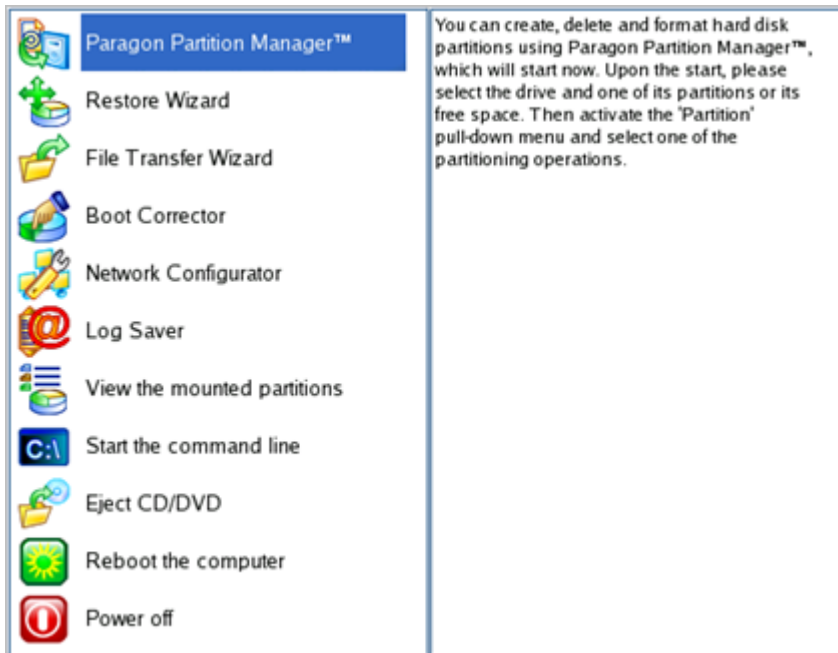 Paragon Partition Manager™
Restore Wizard
File Transfer Wizard
Boot Corrector
Network Configurator
@
Log Saver
View the mounted partitions
C:\
Start the command line
Eject CD/DVD
Reboot the computer
Power off
You can create, delete and format hard disk
partitions using Paragon Partition Manager™,
which will start now. Upon the start, please
select the drive and one of its partitions or its
free space. Then activate the 'Partition'
pull-down menu and select one of the
partitioning operations.